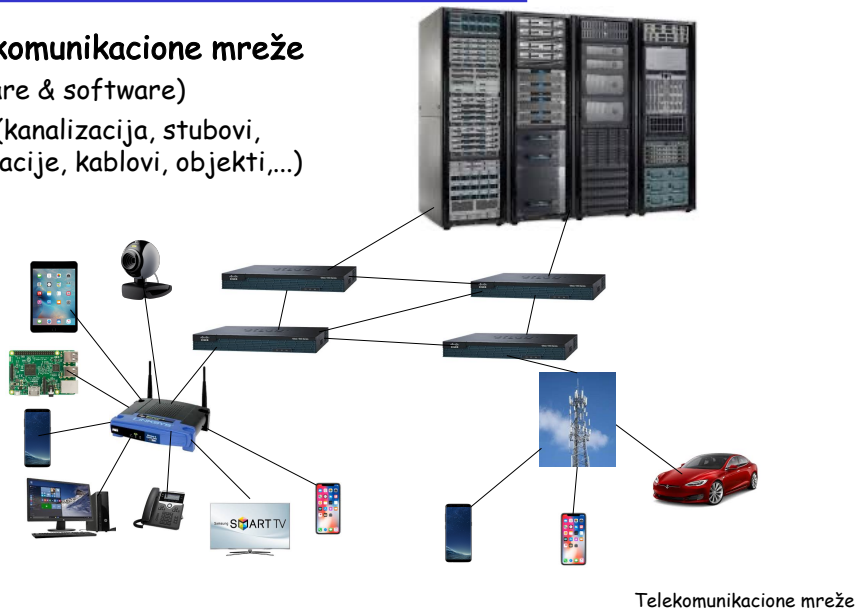 komunikacione mreže
are & software)
(kanalizacija, stubovi,
acije, kablovi, objekti,...)
SMART TV
Telekomunikacione mreže